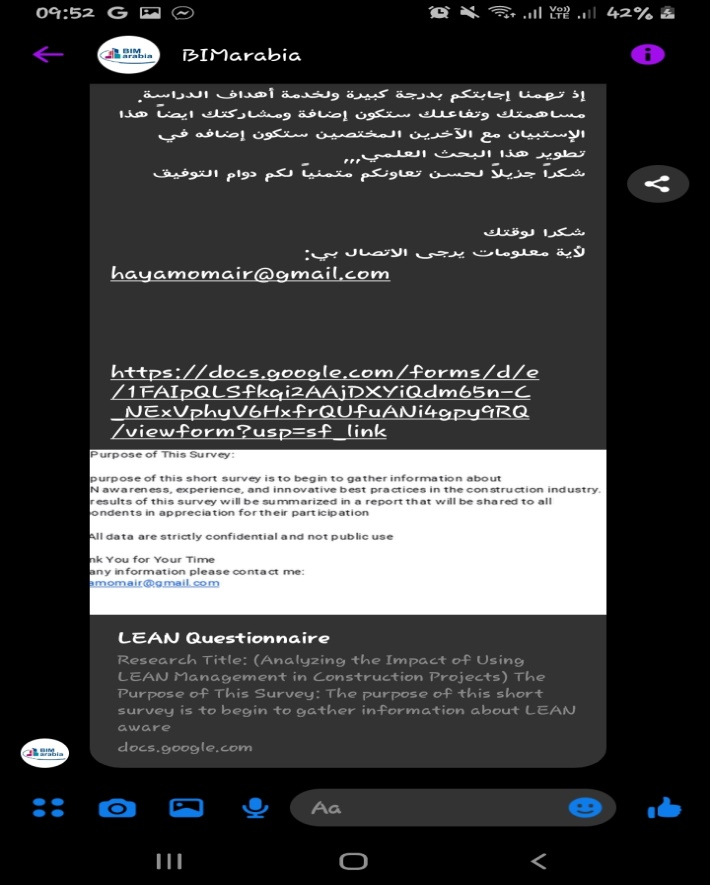 09:52
Vo))
LTE
42%
BIM
arabia
BIMarabia
إذ تهمنا إجابتكم بدرجة كبيرة ولخدمة أهداف الدراسة.
مساهمتك وتفاعلك ستكون إضافة ومشاركتك ايضاً هذا
الإستبيان مع الآخرين المختصين ستكون إضافه في
تطوير هذا البحث العلمي,,,
شكراً جزيلاً لحسن تعاونكم متمنياً لكم دوام التوفيق
شكرا لوقتك
لأية معلومات يرجى الاتصال بي:
hayamomair@gmail.com
https://docs.google.com/forms/d/e
/1FAIpQLSfkqi2AAjDXYiQdm65n-C
_NExVphyV6HxfrQUfuANi4gpy9RQ
/viewform?usp=sf_link
Purpose of This Survey:
purpose of this short survey is to begin to gather information about
N awareness, experience, and innovative best practices in the construction industry.
results of this survey will be summarized in a report that will be shared to all
ondents in appreciation for their participation
All data are strictly confidential and not public use
nk You for Your Time
any information please contact me:
amomair@gmail.com
LEAN Questionnaire
Research Title: (Analyzing the Impact of Using
LEAN Management in Construction Projects) The
Purpose of This Survey: The purpose of this short
survey is to begin to gather information about LEAN
aware
docs.google.com
BIM
arabia
Aa